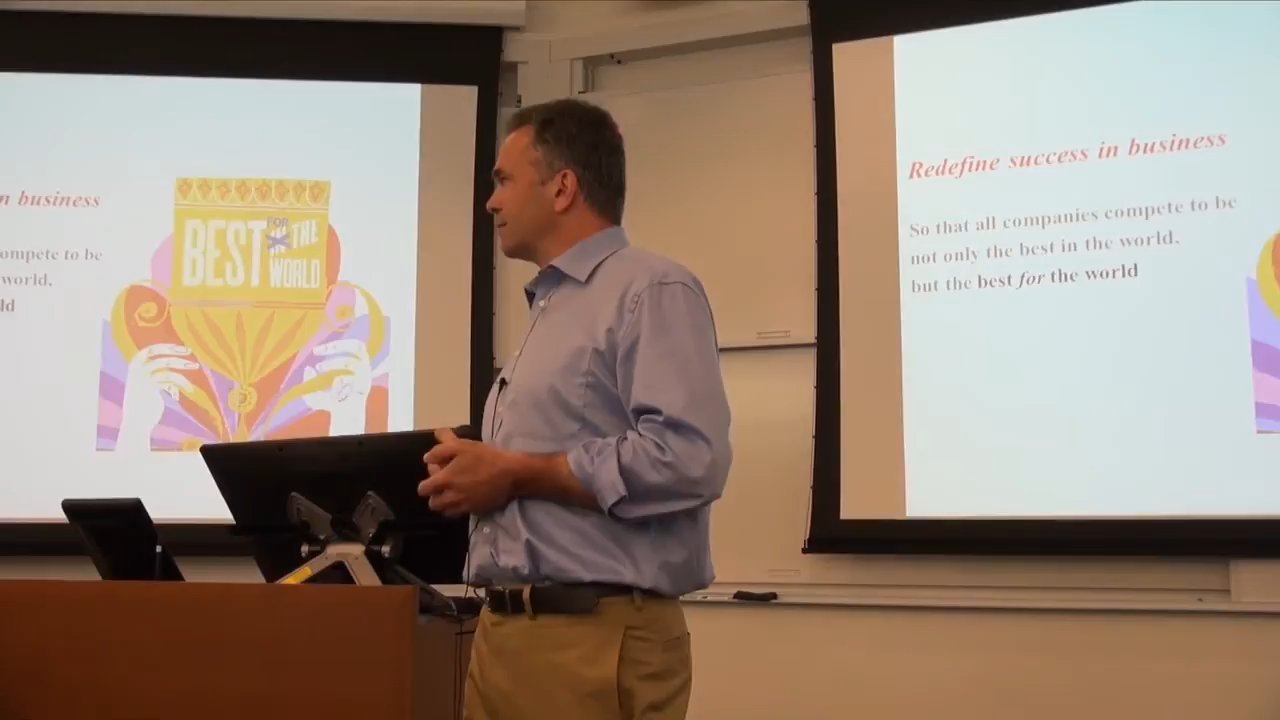 n business
ompete to be
world,
ld
BEST FOR IN THE WORLD
Redefine success in business
So that all companies compete to be
not only the best in the world,
but the best for the world